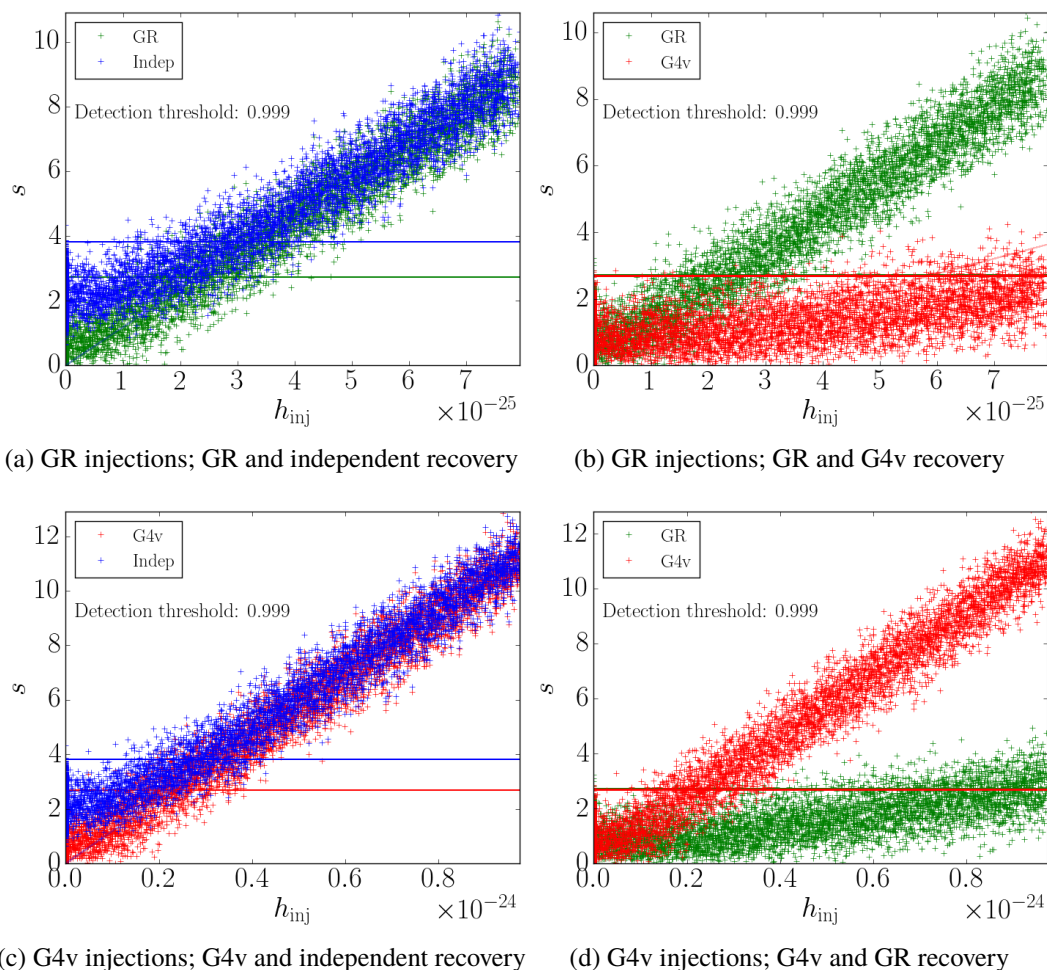 GR
Indep
Detection threshold: 0.999
10
8
6
4
2
0
s
0 1 2 3 4 5 6 7
h_inj ×10⁻²⁵
(a) GR injections; GR and independent recovery
GR
G4v
Detection threshold: 0.999
10
8
6
4
2
0
s
0 1 2 3 4 5 6 7
h_inj ×10⁻²⁵
(b) GR injections; GR and G4v recovery
G4v
Indep
Detection threshold: 0.999
12
10
8
6
4
2
0
s
0.0 0.2 0.4 0.6 0.8
h_inj ×10⁻²⁴
(c) G4v injections; G4v and independent recovery
GR
G4v
Detection threshold: 0.999
12
10
8
6
4
2
0
s
0.0 0.2 0.4 0.6 0.8
h_inj ×10⁻²⁴
(d) G4v injections; G4v and GR recovery